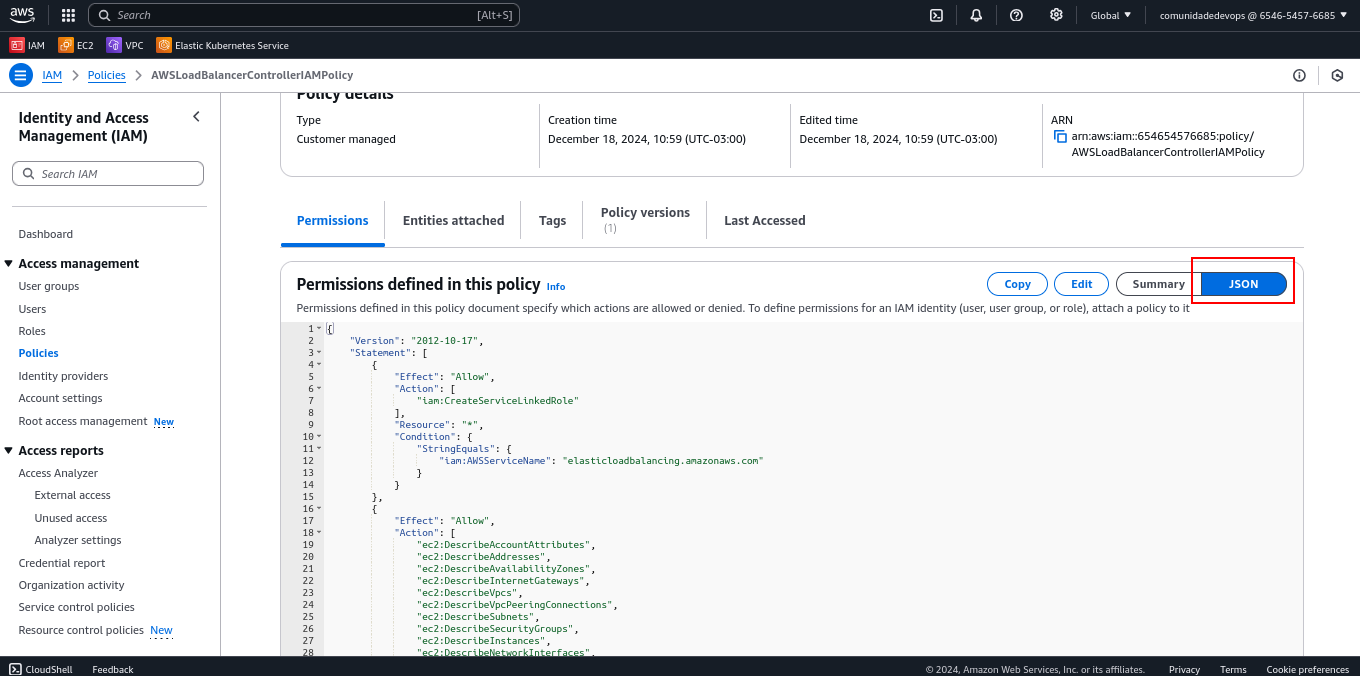 aws
Search
[Alt+S]
Global
comunidadedevops @ 6546-5457-6685
IAM
EC2
VPC
Elastic Kubernetes Service
IAM
Policies
AWSLoadBalancerControllerIAMPolicy
Identity and Access
Management (IAM)
Search IAM
Dashboard
Access management
User groups
Users
Roles
Policies
Identity providers
Account settings
Root access management New
Access reports
Access Analyzer
External access
Unused access
Analyzer settings
Credential report
Organization activity
Service control policies
Resource control policies New
Policy details
Type
Customer managed
Creation time
December 18, 2024, 10:59 (UTC-03:00)
Edited time
December 18, 2024, 10:59 (UTC-03:00)
ARN
arn:aws:iam::654654576685:policy/
AWSLoadBalancerControllerIAMPolicy
Permissions
Entities attached
Tags
Policy versions
(1)
Last Accessed
Permissions defined in this policy Info
Copy
Edit
Summary
JSON
Permissions defined in this policy document specify which actions are allowed or denied. To define permissions for an IAM identity (user, user group, or role), attach a policy to it
1 {
2 "Version": "2012-10-17",
3 "Statement": [
4 {
5 "Effect": "Allow",
6 "Action": [
7 "iam:CreateServiceLinkedRole"
8 ],
9 "Resource": "*",
10 "Condition": {
11 "StringEquals": {
12 "iam:AWSServiceName": "elasticloadbalancing.amazonaws.com"
13 }
14 }
15 },
16 {
17 "Effect": "Allow",
18 "Action": [
19 "ec2:DescribeAccountAttributes",
20 "ec2:DescribeAddresses",
21 "ec2:DescribeAvailabilityZones",
22 "ec2:DescribeInternetGateways",
23 "ec2:DescribeVpcs",
24 "ec2:DescribeVpcPeeringConnections",
25 "ec2:DescribeSubnets",
26 "ec2:DescribeSecurityGroups",
27 "ec2:DescribeInstances",
28 "ec2:DescribeNetworkInterfaces",
CloudShell
Feedback
© 2024, Amazon Web Services, Inc. or its affiliates.
Privacy
Terms
Cookie preferences